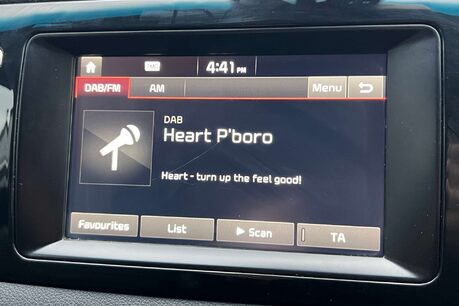 4:41 PM
DAB/FM AM Menu
DAB
Heart P'boro
Heart - turn up the feel good!
Favourites List Scan TA